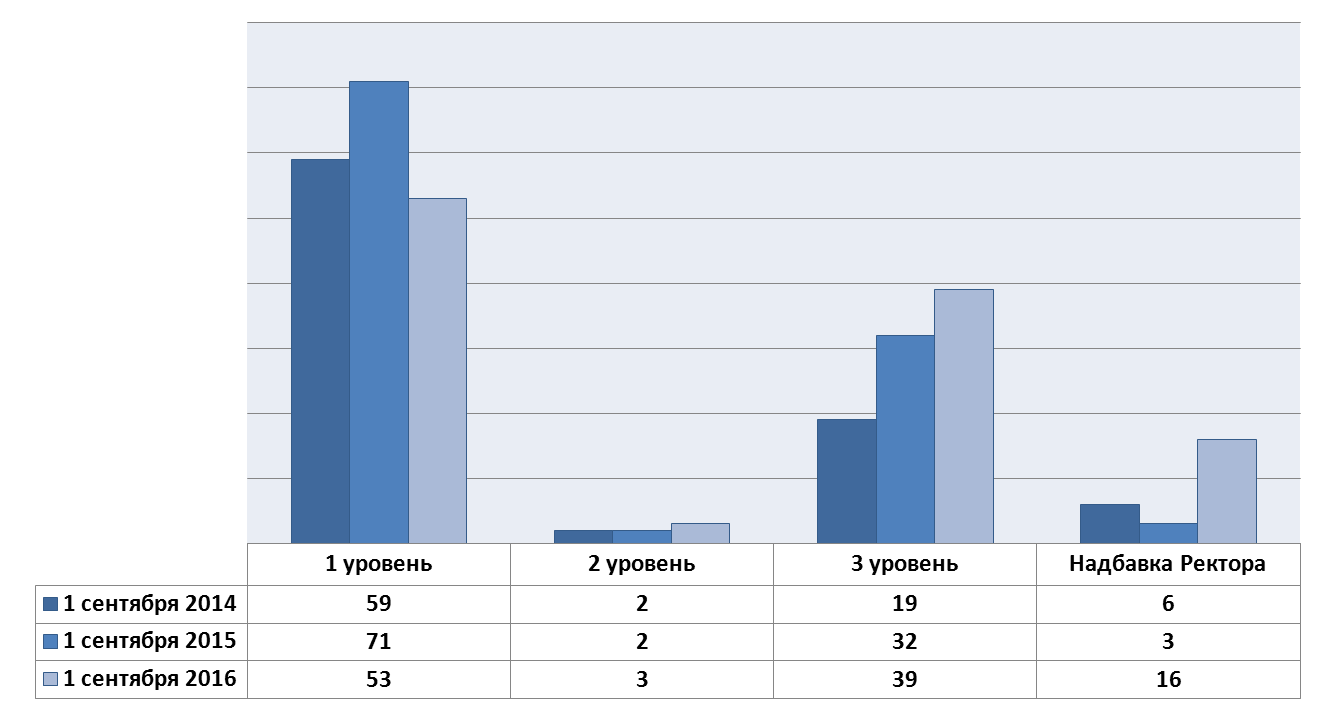 1 уровень 2 уровень 3 уровень Надбавка Ректора
1 сентября 2014 59 2 19 6
1 сентября 2015 71 2 32 3
1 сентября 2016 53 3 39 16